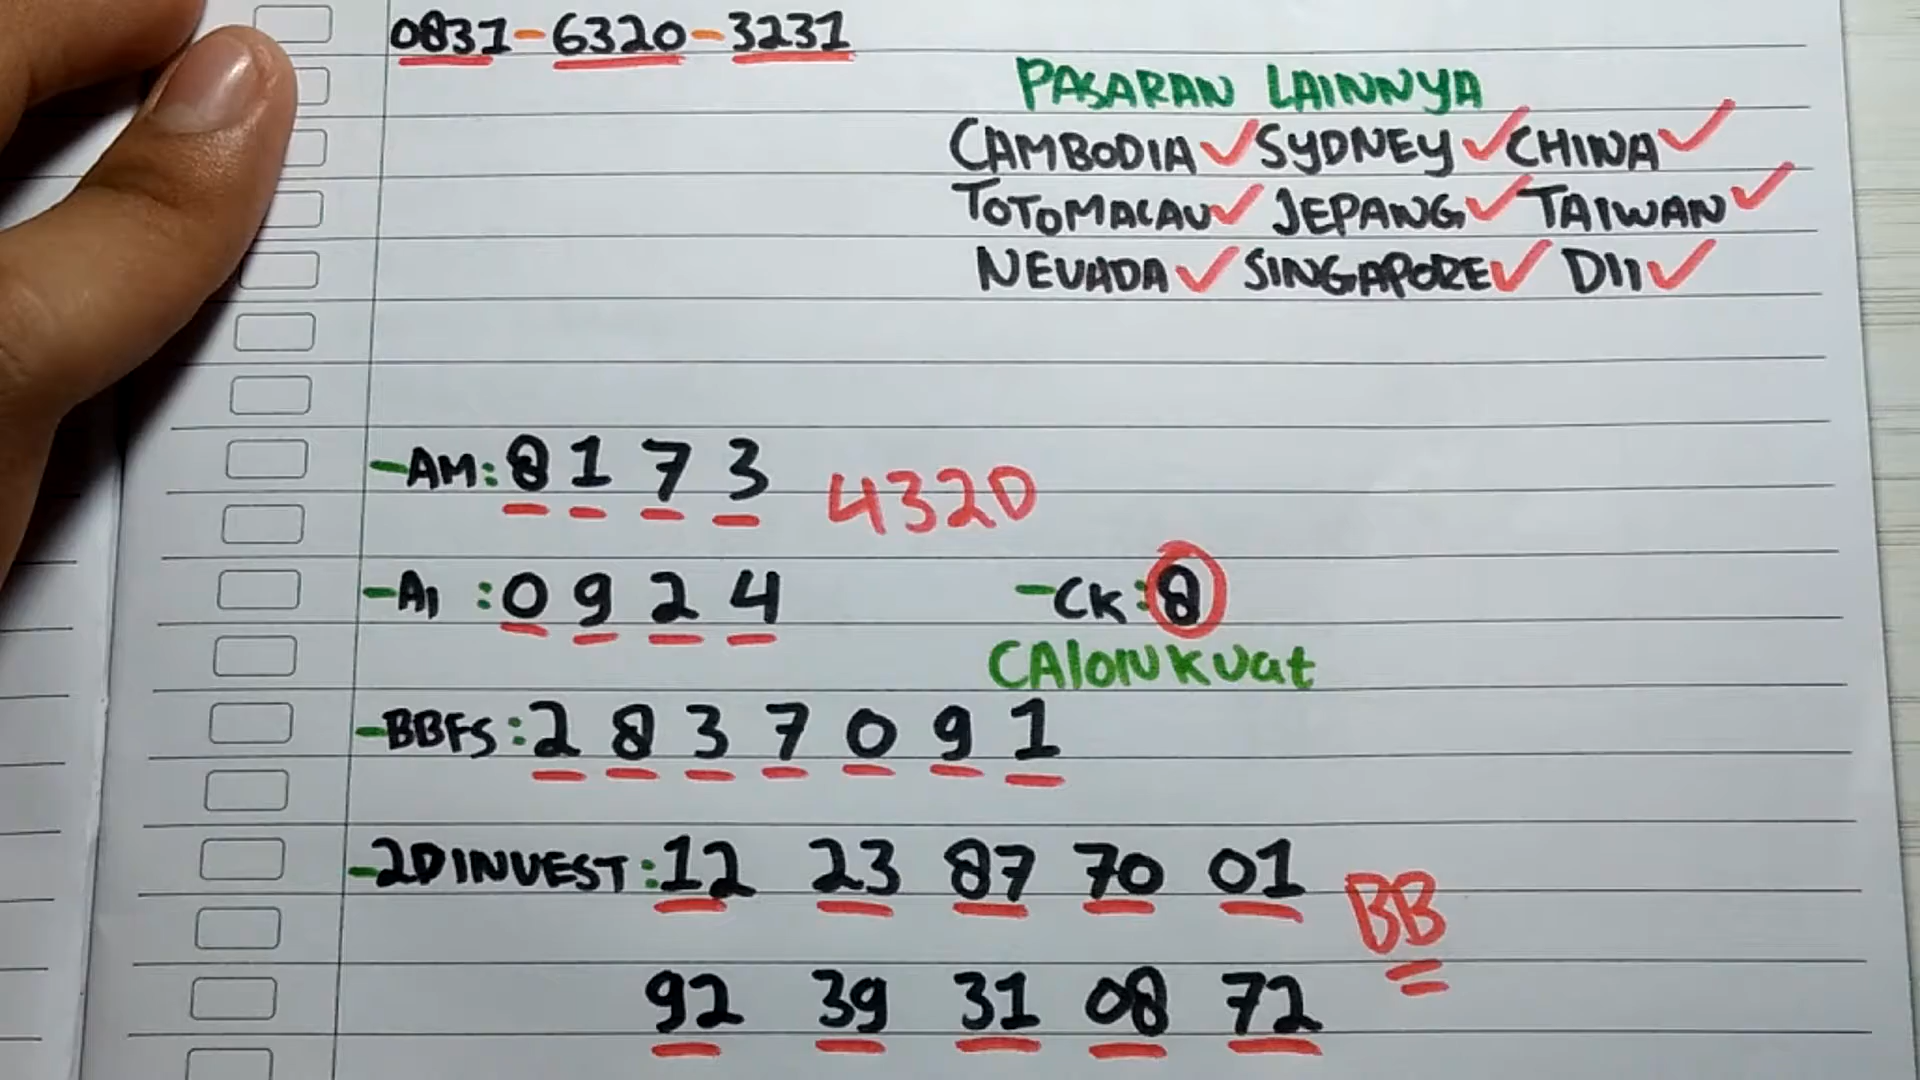 0831-6320-3231
PASARAN LAINNYA
CAMBODIA ✓ SYDNEY ✓ CHINA ✓
TOTOMACAU ✓ JEPANG ✓ TAIWAN ✓
NEVADA ✓ SINGAPORE ✓ Dll ✓
-AM: 8 1 7 3 432D
-AI : 0 9 2 4 -CK: 8
CAlONKUat
-BBFS: 2 8 3 7 0 9 1
-2DINVEST: 12 23 87 70 01 BB
92 39 31 08 72